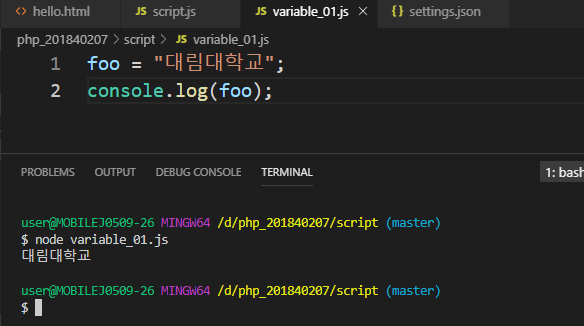 hello.html
JS script.js
JS variable_01.js ×
{} settings.json
php_201840207 > script > JS variable_01.js
1 foo = "대림대학교";
2 console.log(foo);
PROBLEMS OUTPUT DEBUG CONSOLE TERMINAL 1: bash
user@MOBILEJ0509-26 MINGW64 /d/php_201840207/script (master)
$ node variable_01.js
대림대학교
user@MOBILEJ0509-26 MINGW64 /d/php_201840207/script (master)
$